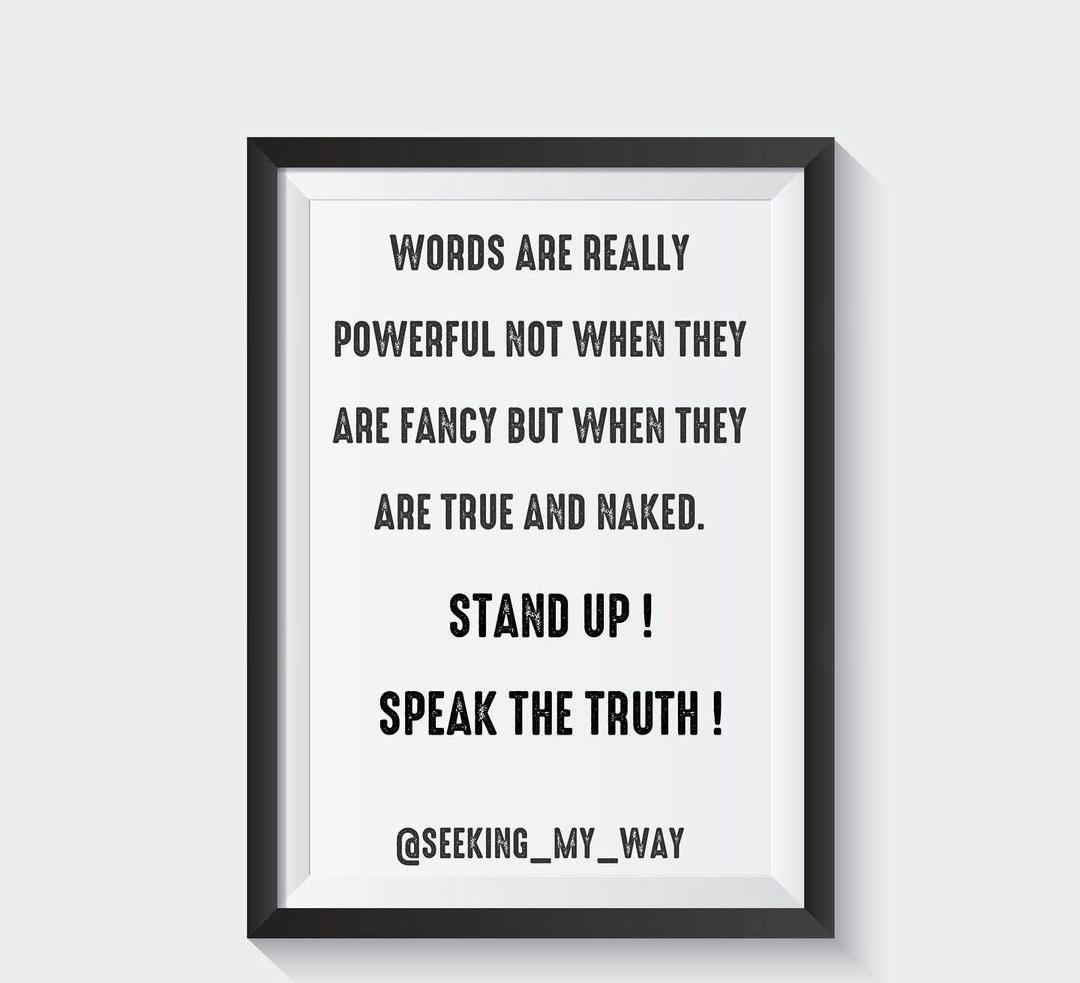 WORDS ARE REALLY
POWERFUL NOT WHEN THEY
ARE FANCY BUT WHEN THEY
ARE TRUE AND NAKED.
STAND UP !
SPEAK THE TRUTH !
@SEEKING_MY_WAY